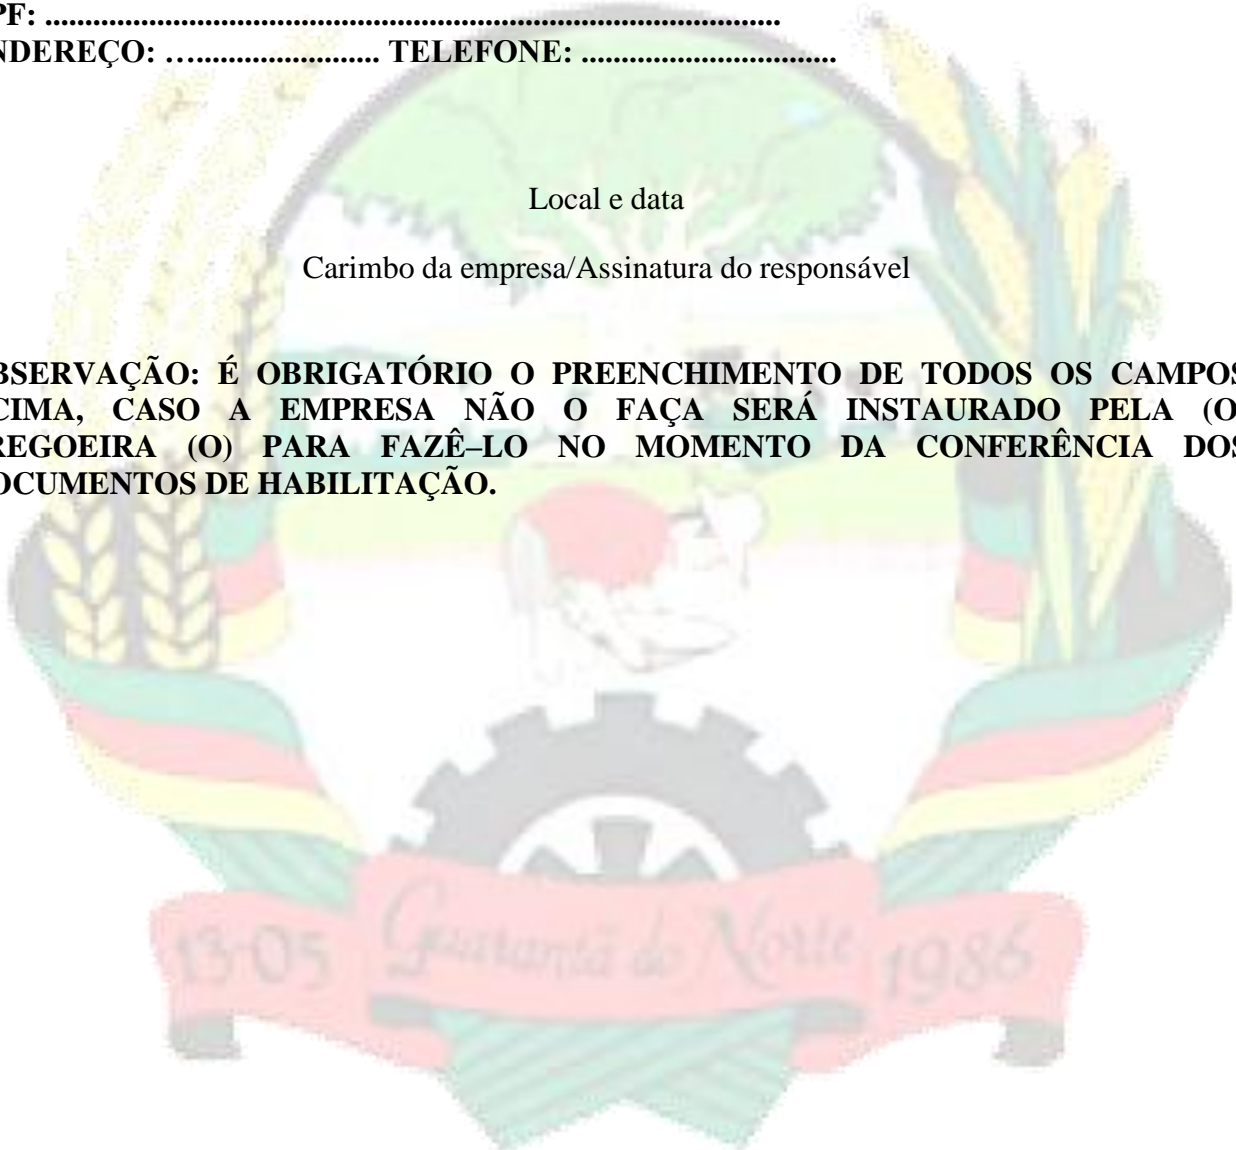 PF: ............................................................................................
NDEREÇO: …....................... TELEFONE: ................................
Local e data
Carimbo da empresa/Assinatura do responsável
BSERVAÇÃO: É OBRIGATÓRIO O PREENCHIMENTO DE TODOS OS CAMPOS
CIMA, CASO A EMPRESA NÃO O FAÇA SERÁ INSTAURADO PELA (O
REGOEIRA (O) PARA FAZÊ–LO NO MOMENTO DA CONFERÊNCIA DOS
OCUMENTOS DE HABILITAÇÃO.
13-05 Guarantã do Norte 1986